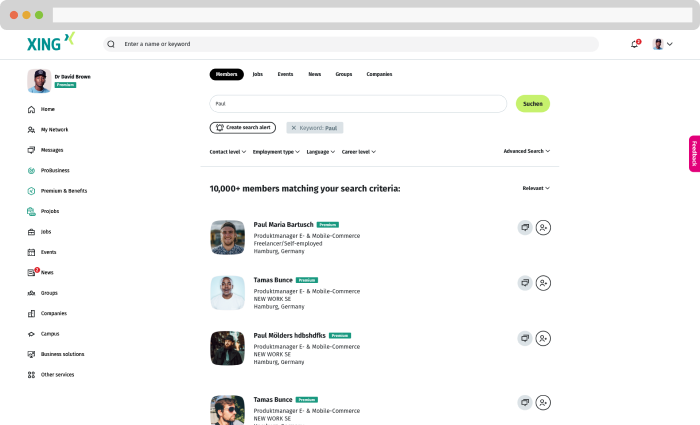 XING
Enter a name or keyword
2
Dr David Brown
Premium
Home
My Network
Messages
ProBusiness
Premium & Benefits
Projobs
Jobs
Events
2
News
Groups
Companies
Campus
Business solutions
Other services
Members
Jobs
Events
News
Groups
Companies
Paul
Suchen
Create search alert
Keyword: Paul
Contact level
Employment type
Language
Career level
Advanced Search
Feedback
10,000+ members matching your search criteria:
Relevant
Paul Maria Bartusch Premium
Produktmanager E- & Mobile-Commerce
Freelancer/Self-employed
Hamburg, Germany
Tamas Bunce Premium
Produktmanager E- & Mobile-Commerce
NEW WORK SE
Hamburg, Germany
Paul Mölders hdbshdfks Premium
Produktmanager E- & Mobile-Commerce
NEW WORK SE
Hamburg, Germany
Tamas Bunce Premium
Produktmanager E- & Mobile-Commerce
NEW WORK SE